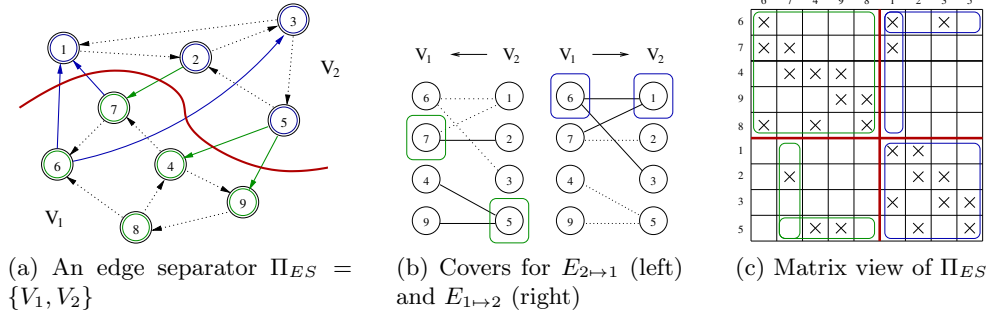 6 7 4 9 8 1 2 3 5
3
1
2
V₂
7
5
6
4
9
8
V₁
V₁ V₂ V₁ V₂
6 1 6 1
7 2 7 2
4 3 4 3
9 5 9 5
6 × × ×
7 × × ×
4 × × ×
9 × ×
8 × × ×
1 × ×
2 × × ×
3 × × ×
5 × × × ×
(a) An edge separator Π_ES =
{V₁, V₂}
(b) Covers for E₂↦₁ (left)
and E₁↦₂ (right)
(c) Matrix view of Π_ES